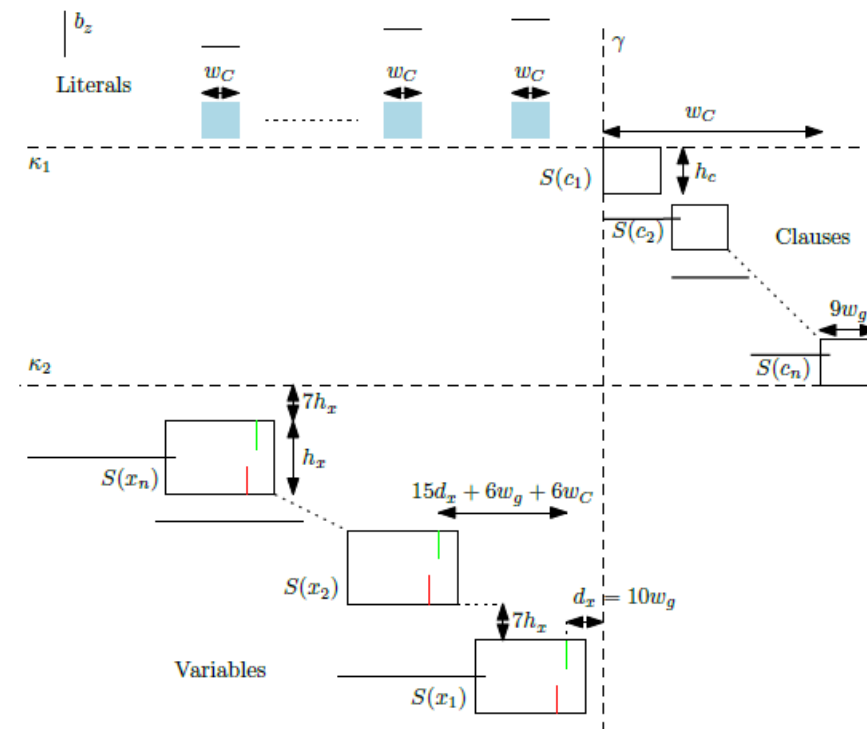 b_z
γ
w_C
w_C
w_C
Literals
w_C
κ_1
S(c_1)
h_c
S(c_2)
Clauses
9w_g
κ_2
S(c_n)
7h_x
h_x
S(x_n)
15d_x + 6w_g + 6w_C
S(x_2)
d_x = 10w_g
7h_x
Variables
S(x_1)